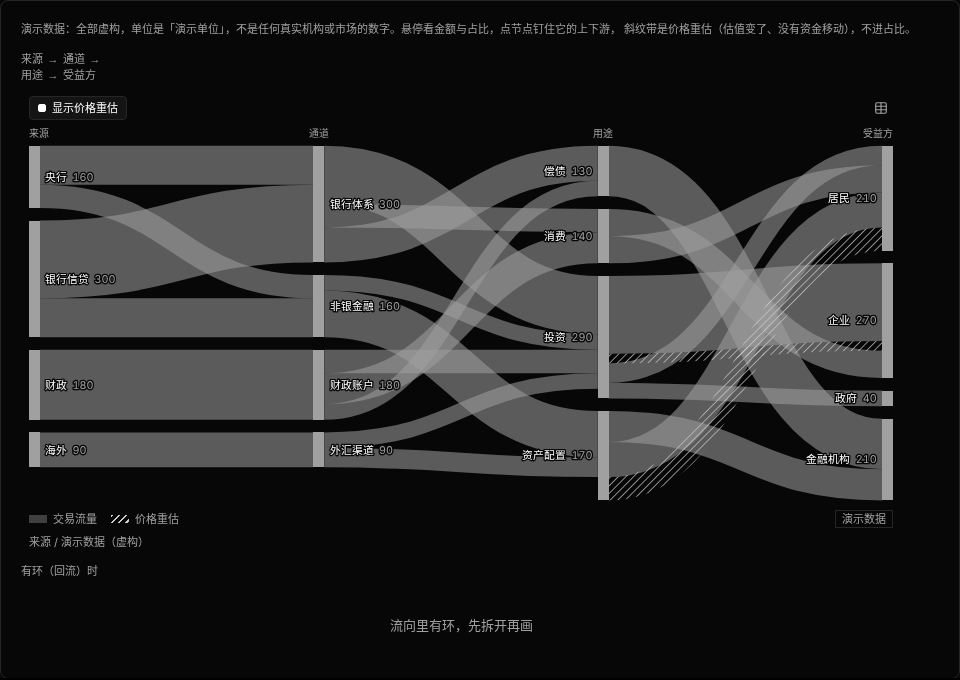 演示数据：全部虚构，单位是「演示单位」，不是任何真实机构或市场的数字。悬停看金额与占比，点节点钉住它的上下游， 斜纹带是价格重估（估值变了、没有资金移动），不进占比。
来源 → 通道 →
用途 → 受益方
显示价格重估
来源 通道 用途 受益方
央行 160
银行信贷 300
财政 180
海外 90
银行体系 300
非银金融 160
财政账户 180
外汇渠道 90
偿债 130
消费 140
投资 290
资产配置 170
居民 210
企业 270
政府 40
金融机构 210
交易流量 价格重估
演示数据
来源 / 演示数据（虚构）
有环（回流）时
流向里有环，先拆开再画